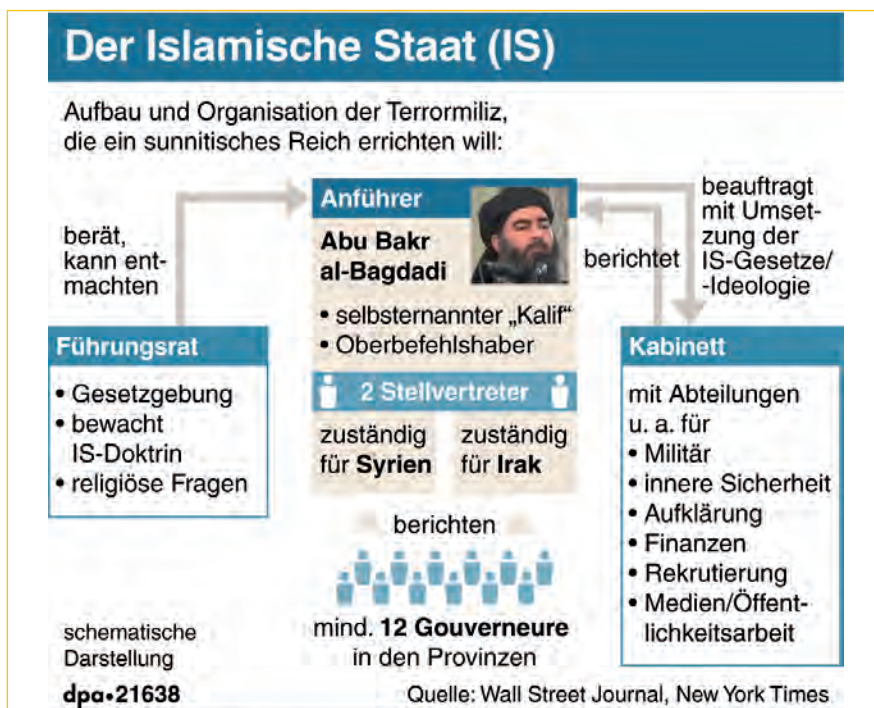 Der Islamische Staat (IS)
Aufbau und Organisation der Terrormiliz,
die ein sunnitisches Reich errichten will:
berät,
kann ent-
machten
Führungsrat
• Gesetzgebung
• bewacht
IS-Doktrin
• religiöse Fragen
Anführer
Abu Bakr
al-Bagdadi
• selbsternannter „Kalif“
• Oberbefehlshaber
2 Stellvertreter
zuständig
für Syrien
zuständig
für Irak
berichten
mind. 12 Gouverneure
in den Provinzen
berichtet
beauftragt
mit Umset-
zung der
IS-Gesetze/
-Ideologie
Kabinett
mit Abteilungen
u. a. für
• Militär
• innere Sicherheit
• Aufklärung
• Finanzen
• Rekrutierung
• Medien/Öffent-
lichkeitsarbeit
schematische
Darstellung
dpa•21638
Quelle: Wall Street Journal, New York Times